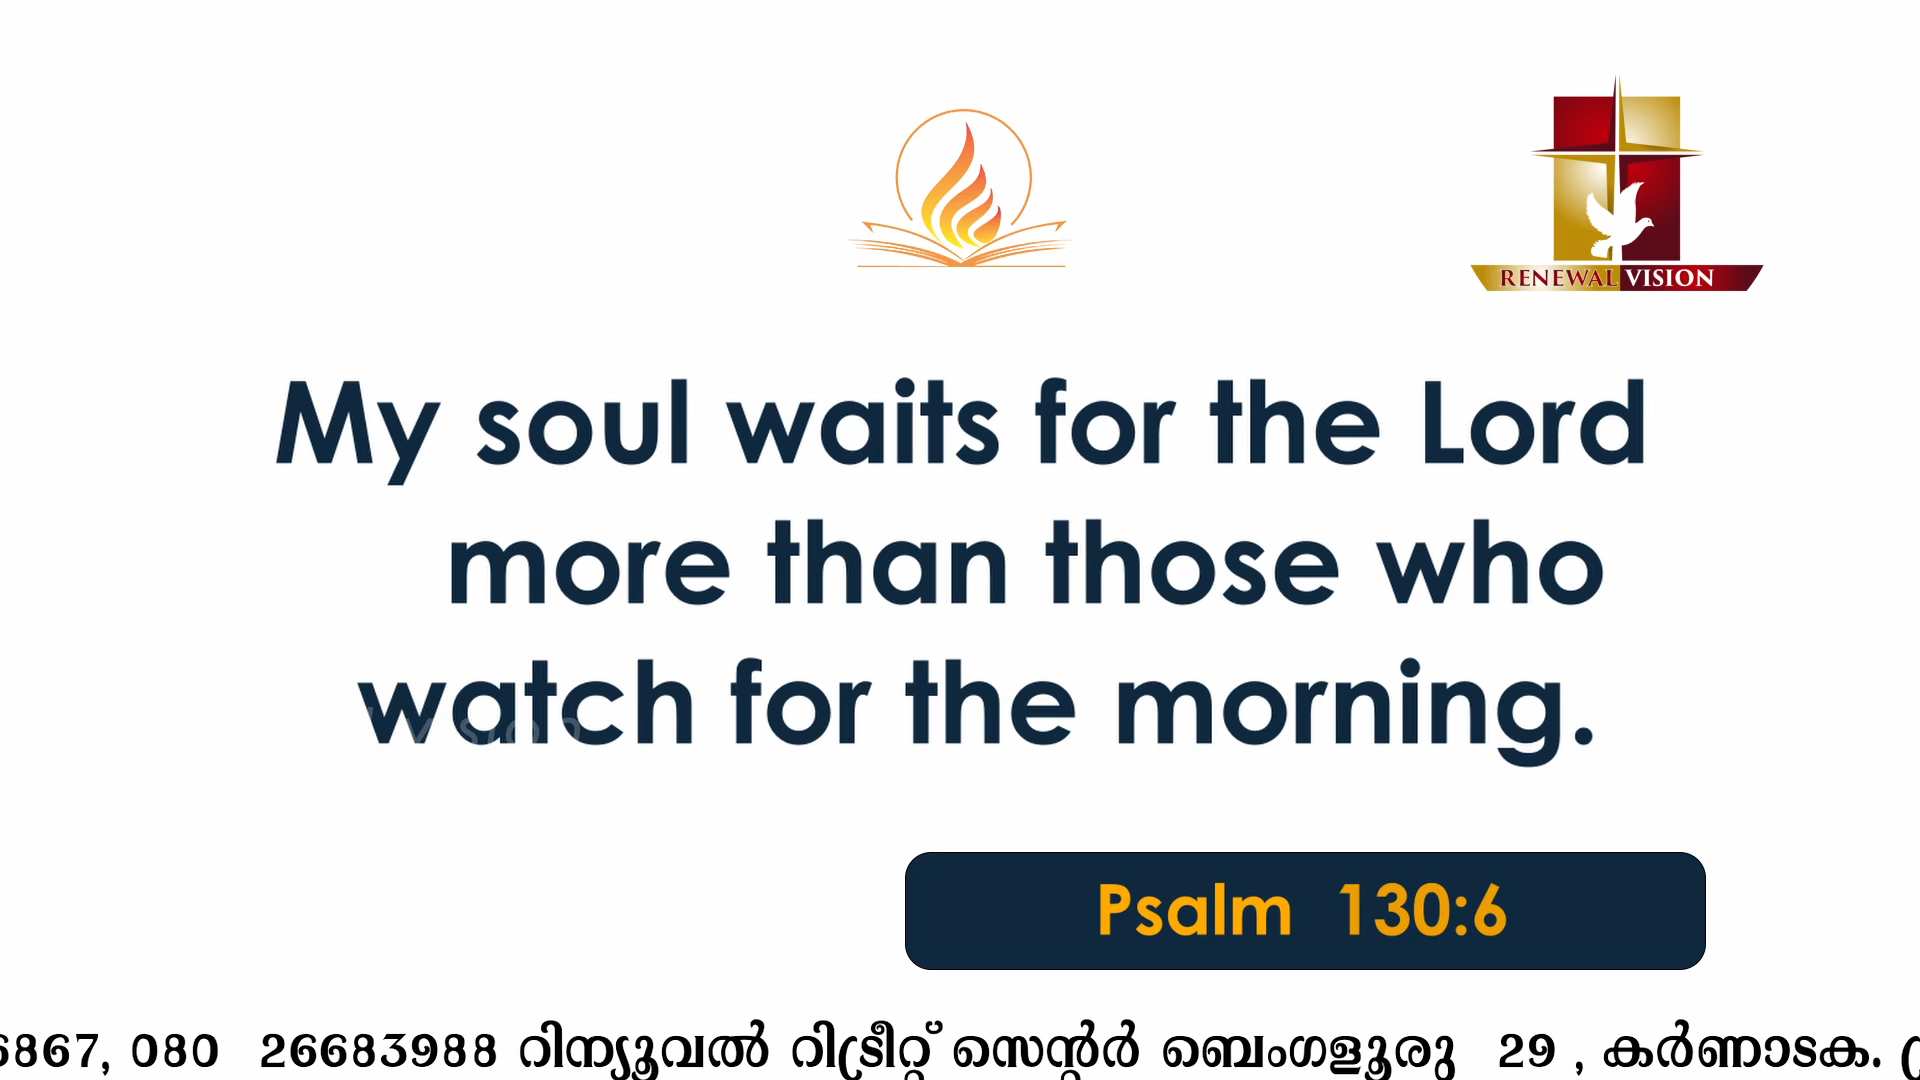 RENEWAL VISION
My soul waits for the Lord
more than those who
watch for the morning.
Psalm 130:6
6867, 080 26683988 റിന്യൂവൽ റിട്രീറ്റ് സെന്റർ ബെംഗളൂരു 29 , കർണാടക.